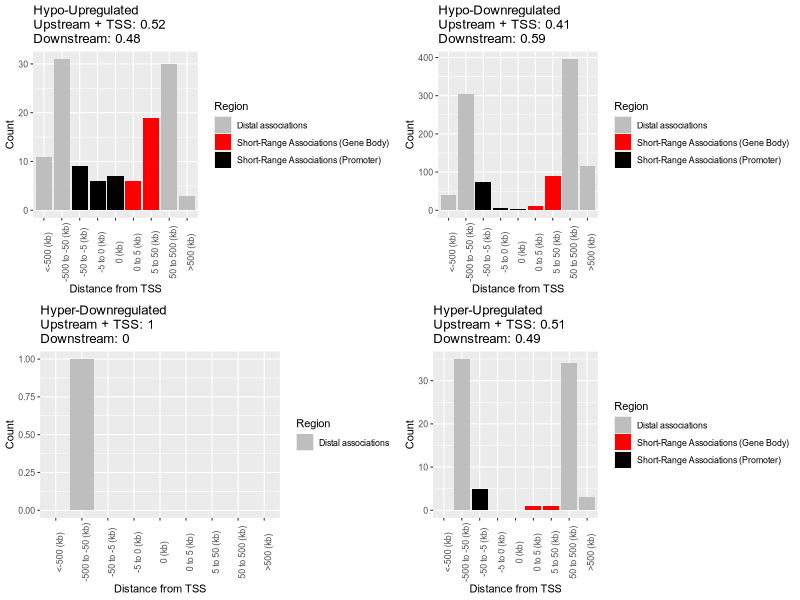 Hypo-Upregulated
Upstream + TSS: 0.52
Downstream: 0.48
30
20
10
0
Count
<-500 (kb)
-500 to -50 (kb)
-50 to -5 (kb)
-5 to 0 (kb)
0 (kb)
0 to 5 (kb)
5 to 50 (kb)
50 to 500 (kb)
>500 (kb)
Distance from TSS
Region
Distal associations
Short-Range Associations (Gene Body)
Short-Range Associations (Promoter)
Hypo-Downregulated
Upstream + TSS: 0.41
Downstream: 0.59
400
300
200
100
0
Count
<-500 (kb)
-500 to -50 (kb)
-50 to -5 (kb)
-5 to 0 (kb)
0 (kb)
0 to 5 (kb)
5 to 50 (kb)
50 to 500 (kb)
>500 (kb)
Distance from TSS
Region
Distal associations
Short-Range Associations (Gene Body)
Short-Range Associations (Promoter)
Hyper-Downregulated
Upstream + TSS: 1
Downstream: 0
1.00
0.75
0.50
0.25
0.00
Count
<-500 (kb)
-500 to -50 (kb)
-50 to -5 (kb)
-5 to 0 (kb)
0 (kb)
0 to 5 (kb)
5 to 50 (kb)
50 to 500 (kb)
>500 (kb)
Distance from TSS
Region
Distal associations
Hyper-Upregulated
Upstream + TSS: 0.51
Downstream: 0.49
30
20
10
0
Count
<-500 (kb)
-500 to -50 (kb)
-50 to -5 (kb)
-5 to 0 (kb)
0 (kb)
0 to 5 (kb)
5 to 50 (kb)
50 to 500 (kb)
>500 (kb)
Distance from TSS
Region
Distal associations
Short-Range Associations (Gene Body)
Short-Range Associations (Promoter)